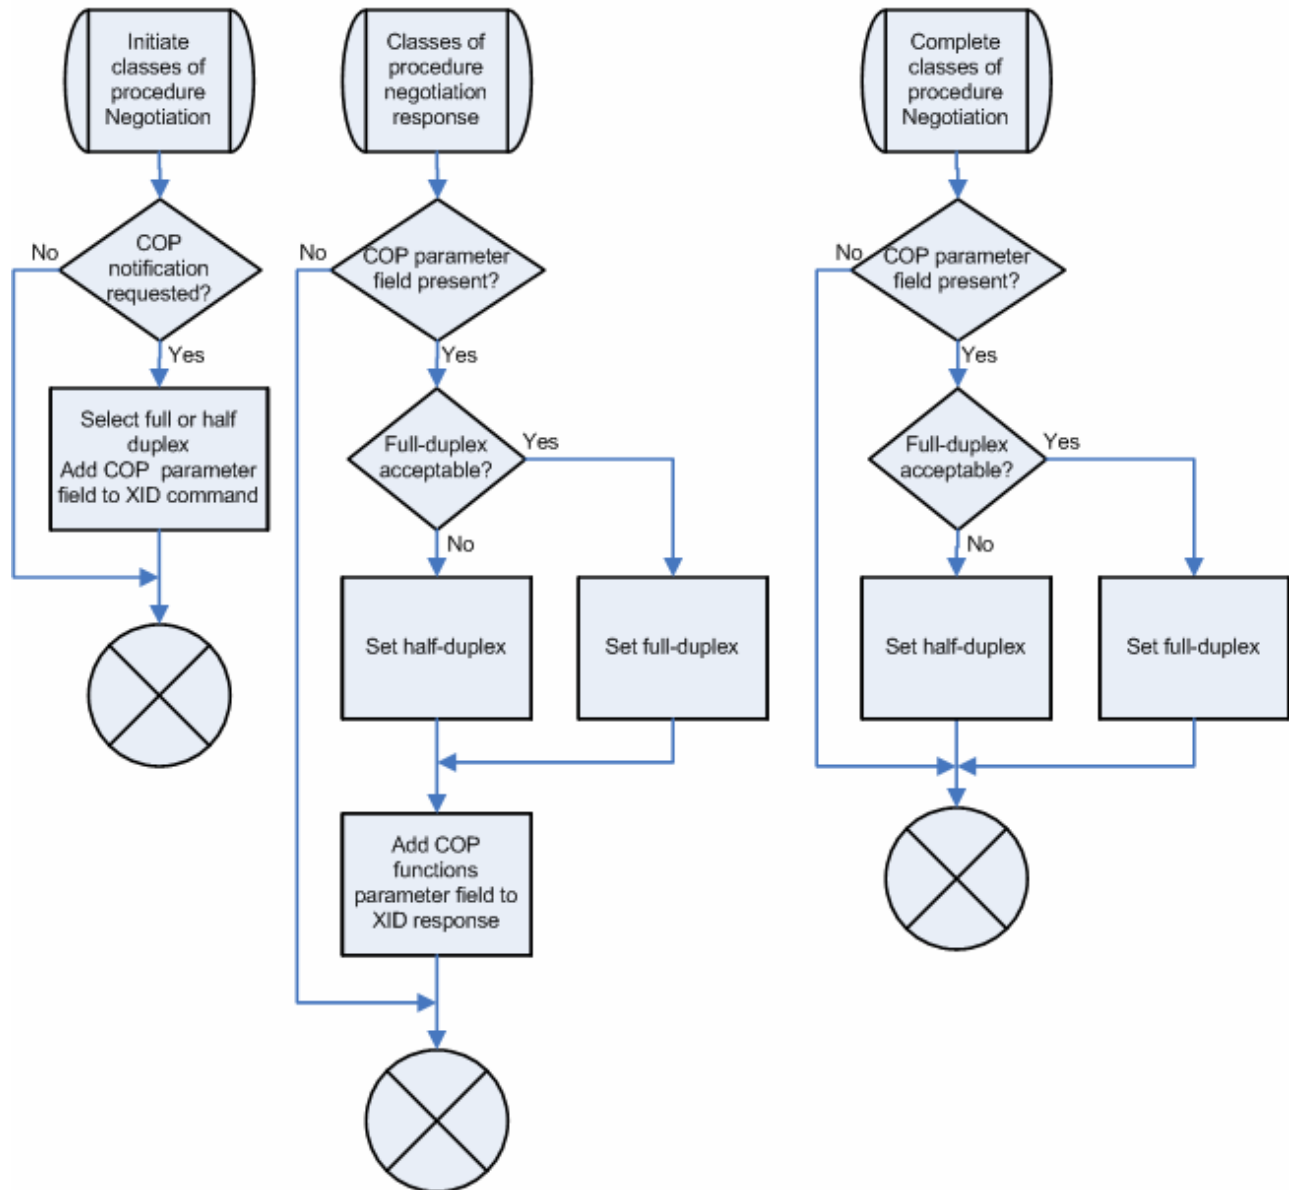 Initiate
classes of
procedure
Negotiation
COP
notification
requested?
No
Yes
Select full or half
duplex
Add COP parameter
field to XID command
Classes of
procedure
negotiation
response
COP parameter
field present?
No
Yes
Full-duplex
acceptable?
Yes
No
Set half-duplex
Set full-duplex
Add COP
functions
parameter field to
XID response
Complete
classes of
procedure
Negotiation
COP parameter
field present?
No
Yes
Full-duplex
acceptable?
Yes
No
Set half-duplex
Set full-duplex